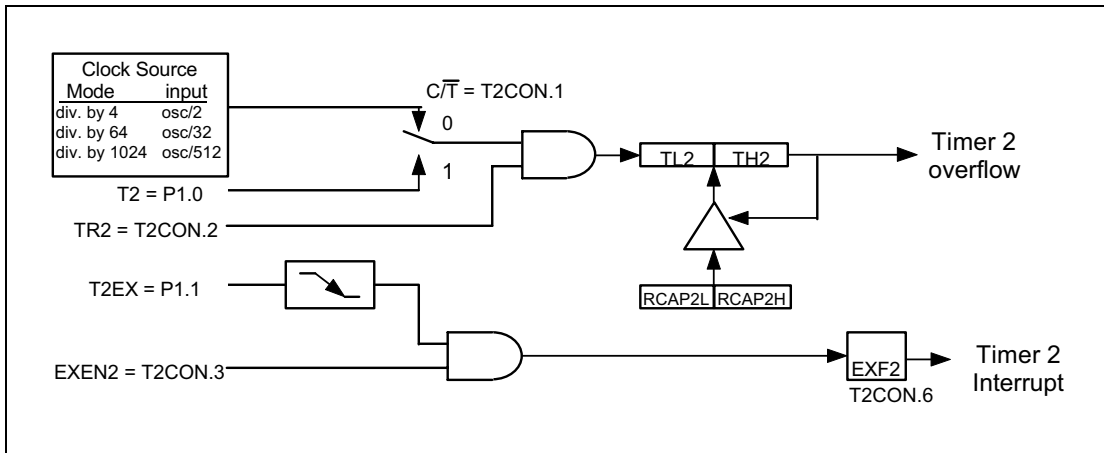 Clock Source
Mode input
div. by 4 osc/2
div. by 64 osc/32
div. by 1024 osc/512
C/T̅ = T2CON.1
0
1
T2 = P1.0
TR2 = T2CON.2
TL2 TH2
Timer 2
overflow
T2EX = P1.1
RCAP2L RCAP2H
EXEN2 = T2CON.3
EXF2
T2CON.6
Timer 2
Interrupt